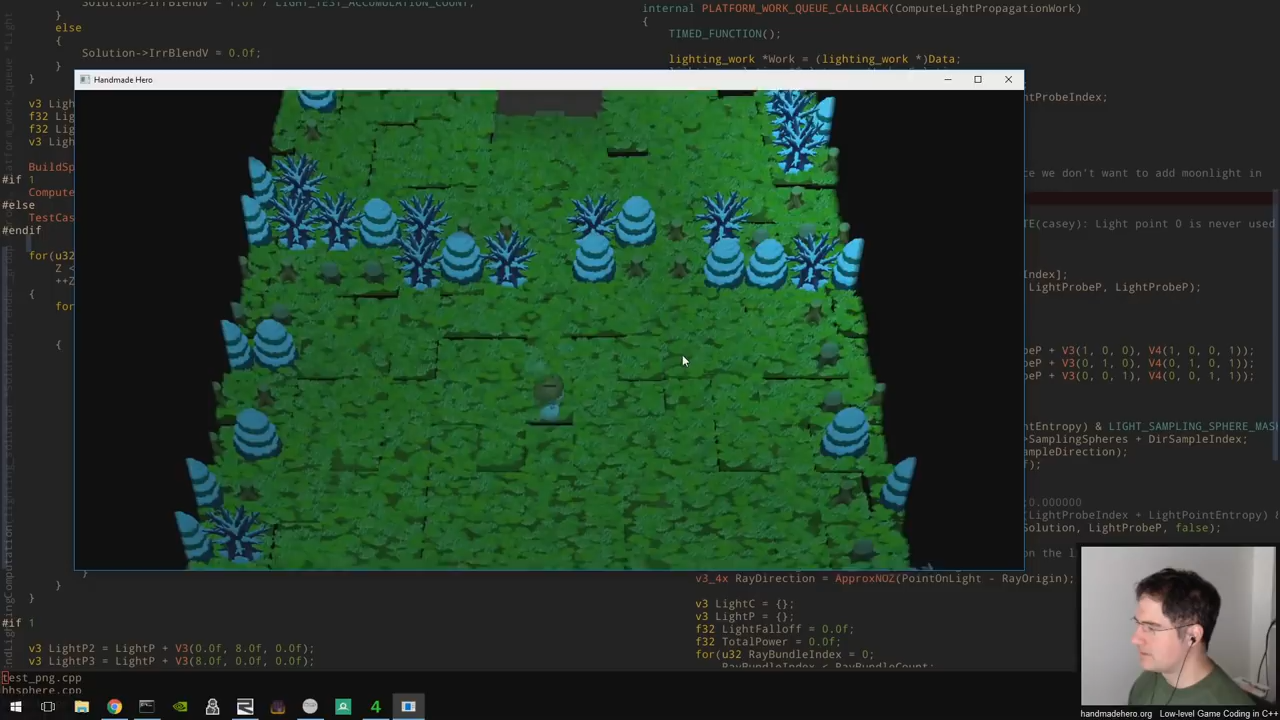 Solution->IrrBlendV = 1.0f / LIGHT_TEST_ACCUMULATION_COUNT;
}
else
{
Solution->IrrBlendV = 0.0f;
}
}
v3 Ligh
f32 Lig
f32 Lig
v3 Ligh
BuildSp
#if 1
Compute
#else
TestCas
#endif
for(u32
Z <
++Z
{
for
{
}
}
#if 1
v3 LightP2 = LightP + V3(0.0f, 8.0f, 0.0f);
v3 LightP3 = LightP + V3(8.0f, 0.0f, 0.0f);
test_png.cpp
hhsphere.cpp
internal PLATFORM_WORK_QUEUE_CALLBACK(ComputeLightPropagationWork)
{
TIMED_FUNCTION();
lighting_work *Work = (lighting_work *)Data;
Handmade Hero
tProbeIndex;
ce we don't want to add moonlight in
TE(casey): Light point 0 is never used
Index];
, LightProbeP, LightProbeP);
beP + V3(1, 0, 0), V4(1, 0, 0, 1));
beP + V3(0, 1, 0), V4(0, 1, 0, 1));
beP + V3(0, 0, 1), V4(0, 0, 1, 1));
ntEntropy) & LIGHT_SAMPLING_SPHERE_MAS
>SamplingSpheres + DirSampleIndex;
ampleDirection);
f);
;0.000000
(LightProbeIndex + LightPointEntropy) &
Solution, LightProbeP, false);
on the l
v3_4x RayDirection = ApproxNOZ(PointOnLight - RayOrigin);
v3 LightC = {};
v3 LightP = {};
f32 LightFalloff = 0.0f;
f32 TotalPower = 0.0f;
for(u32 RayBundleIndex = 0;
RayBundleIndex < RayBundleCount;
handmadehero.org Low-level Game Coding in C++